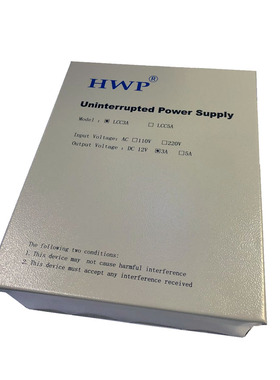 HWP®
Uninterrupted Power Supply
Model : ▣ LCC3A □ LCC5A
Input Voltage: AC □110V □220V
Output Voltage : DC 12V ▣3A □5A
The following two conditions:
1. This device may not cause harmful interference
2. This device must accept any interference received